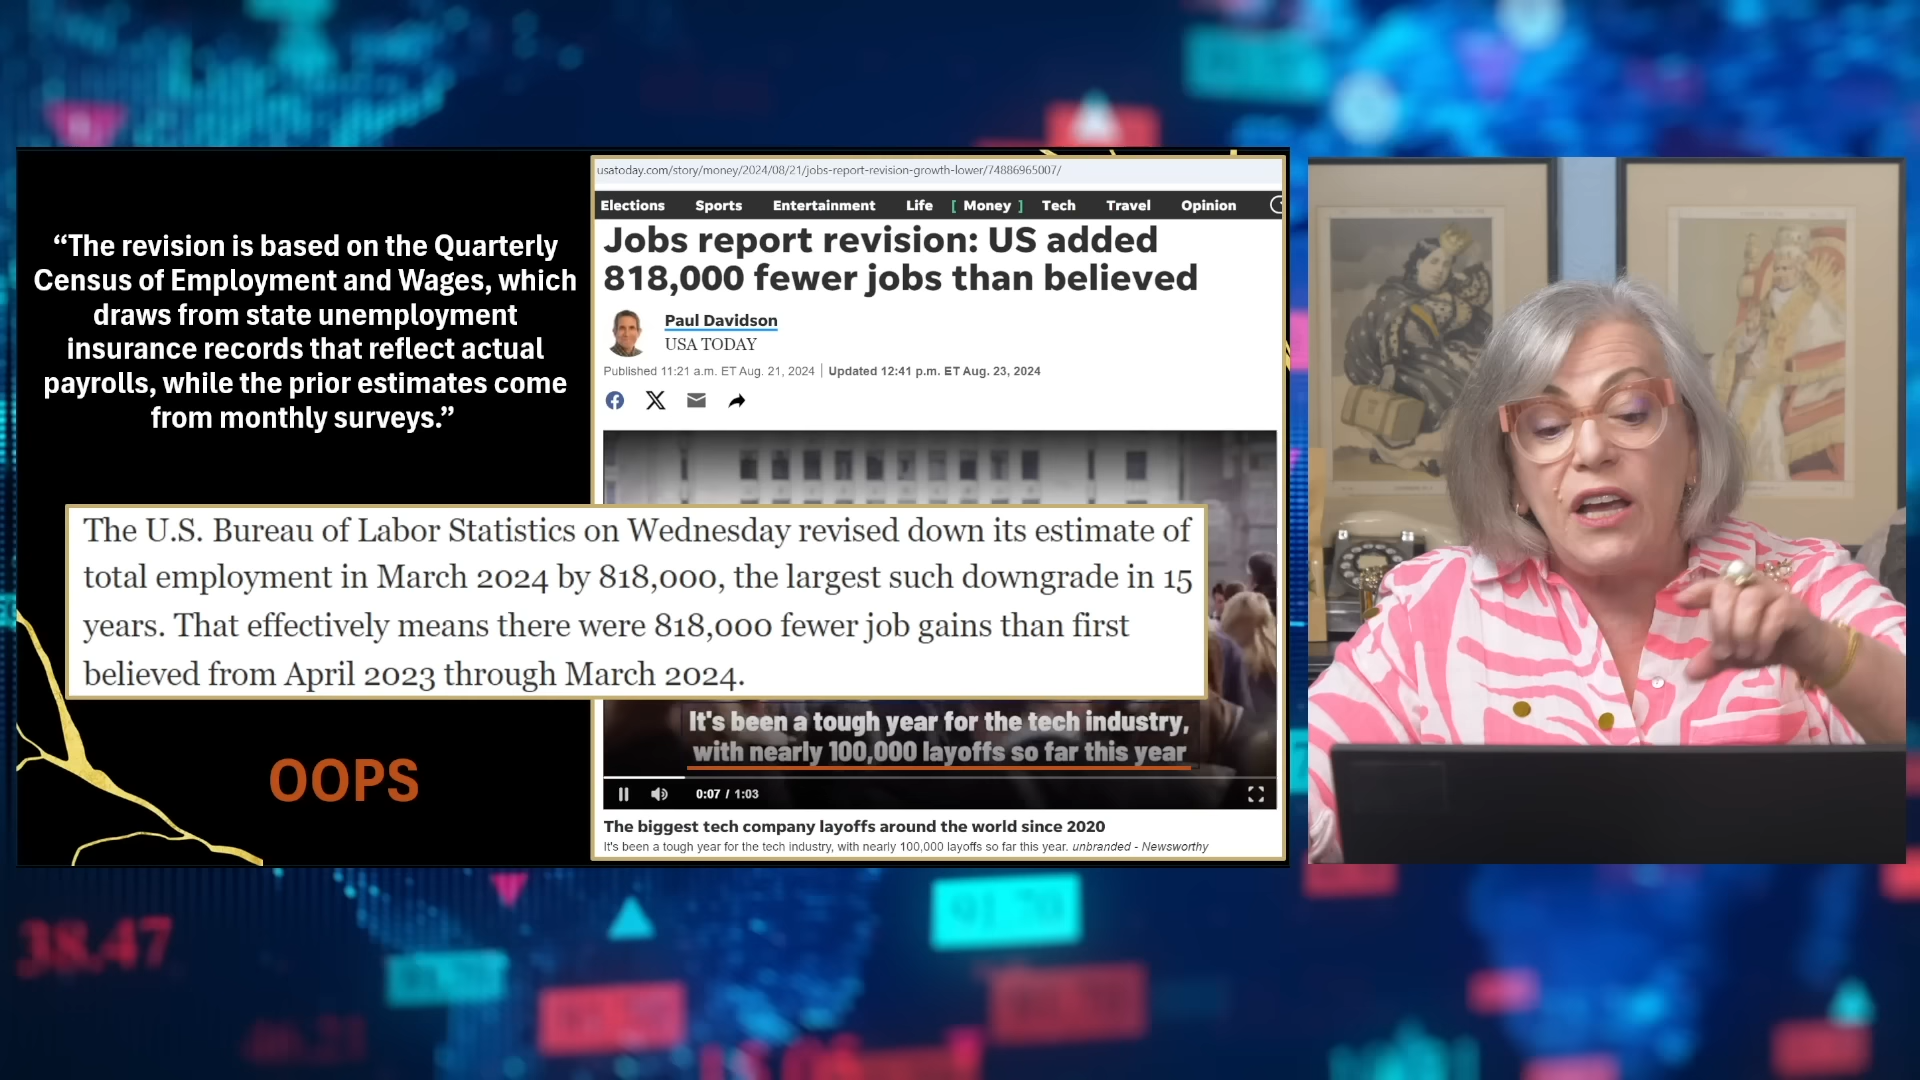 “The revision is based on the Quarterly
Census of Employment and Wages, which
draws from state unemployment
insurance records that reflect actual
payrolls, while the prior estimates come
from monthly surveys.”
usatoday.com/story/money/2024/08/21/jobs-report-revision-growth-lower/74886965007/
Elections Sports Entertainment Life [ Money ] Tech Travel Opinion
Jobs report revision: US added
818,000 fewer jobs than believed
Paul Davidson
USA TODAY
Published 11:21 a.m. ET Aug. 21, 2024 | Updated 12:41 p.m. ET Aug. 23, 2024
The U.S. Bureau of Labor Statistics on Wednesday revised down its estimate of
total employment in March 2024 by 818,000, the largest such downgrade in 15
years. That effectively means there were 818,000 fewer job gains than first
believed from April 2023 through March 2024.
It's been a tough year for the tech industry,
with nearly 100,000 layoffs so far this year
0:07 / 1:03
The biggest tech company layoffs around the world since 2020
It's been a tough year for the tech industry, with nearly 100,000 layoffs so far this year. unbranded - Newsworthy
OOPS
38.47
91.70